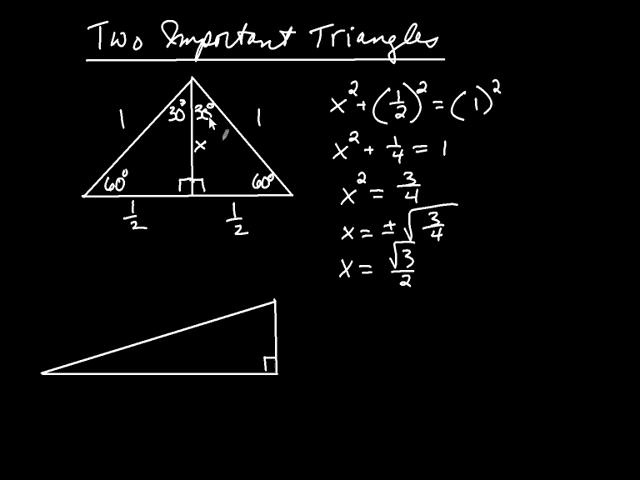 Two Important Triangles
30° 30°
1 1
x
60° 60°
1/2 1/2
x² + (1/2)² = (1)²
x² + 1/4 = 1
x² = 3/4
x = ±√(3/4)
x = √3/2